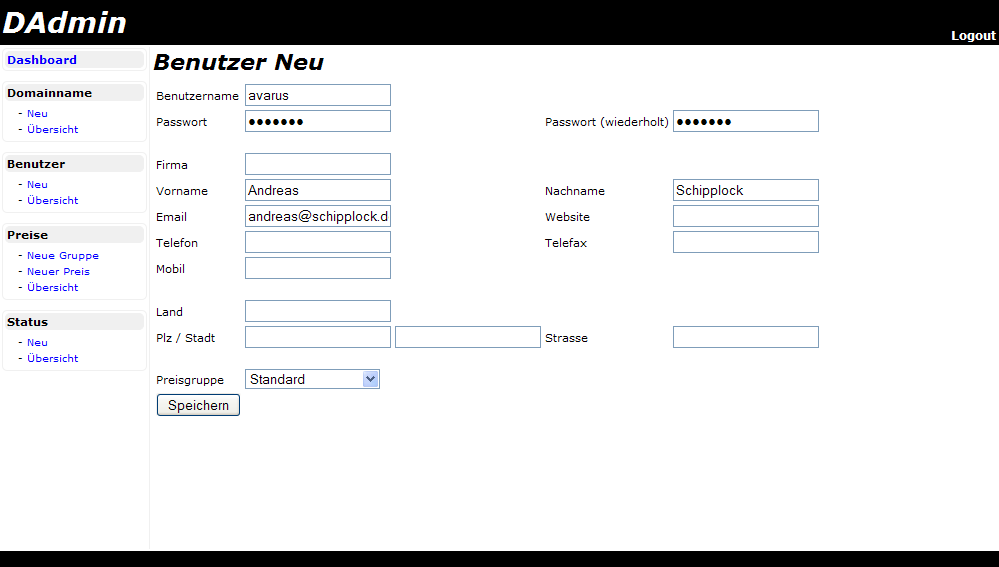 DAdmin
Logout
Dashboard
Domainname
- Neu
- Übersicht
Benutzer
- Neu
- Übersicht
Preise
- Neue Gruppe
- Neuer Preis
- Übersicht
Status
- Neu
- Übersicht
Benutzer Neu
Benutzername avarus
Passwort ●●●●●●● Passwort (wiederholt) ●●●●●●●
Firma
Vorname Andreas Nachname Schipplock
Email andreas@schipplock.d Website
Telefon Telefax
Mobil
Land
Plz / Stadt Strasse
Preisgruppe Standard
Speichern